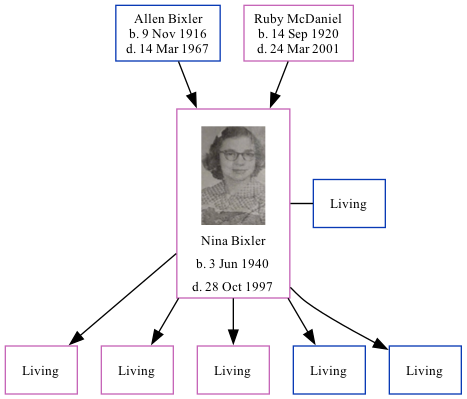 Allen Bixler
b. 9 Nov 1916
d. 14 Mar 1967
Ruby McDaniel
b. 14 Sep 1920
d. 24 Mar 2001
Living
Nina Bixler
b. 3 Jun 1940
d. 28 Oct 1997
Living
Living
Living
Living
Living